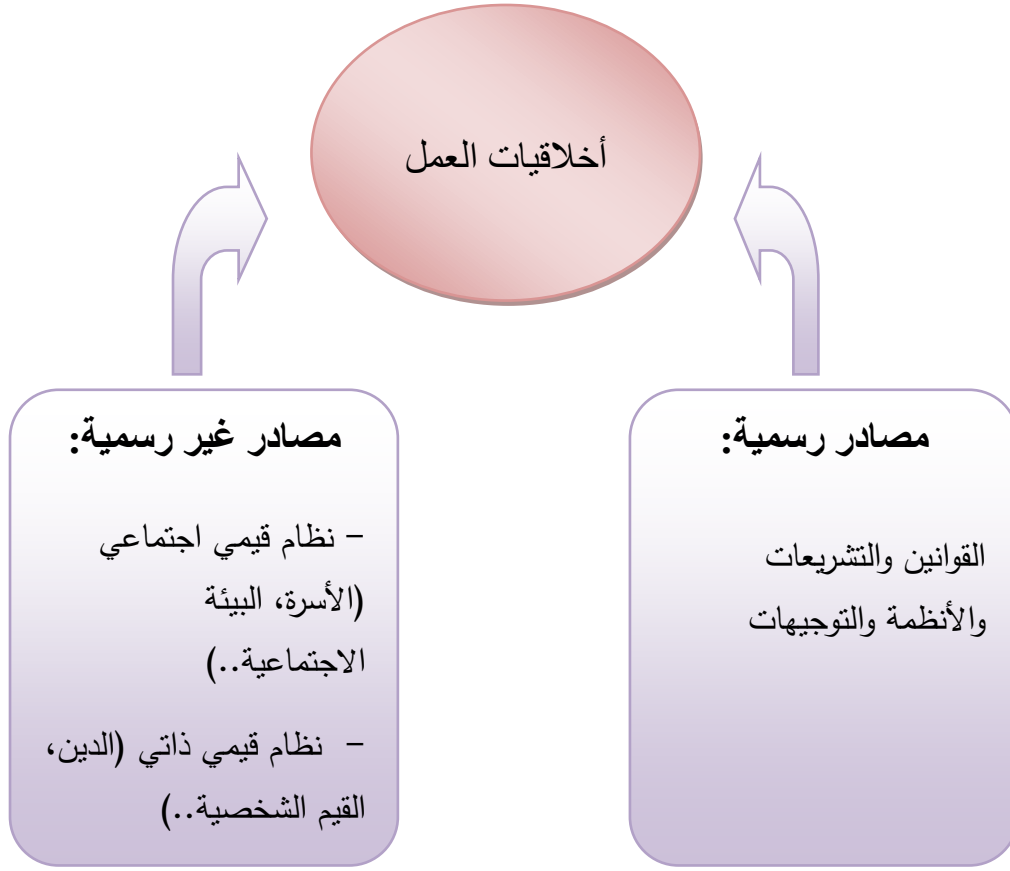 أخلاقيات العمل
مصادر رسمية:
القوانين والتشريعات
والأنظمة والتوجيهات
مصادر غير رسمية:
- نظام قيمي اجتماعي
(الأسرة، البيئة
الاجتماعية..)
- نظام قيمي ذاتي (الدين،
القيم الشخصية..)